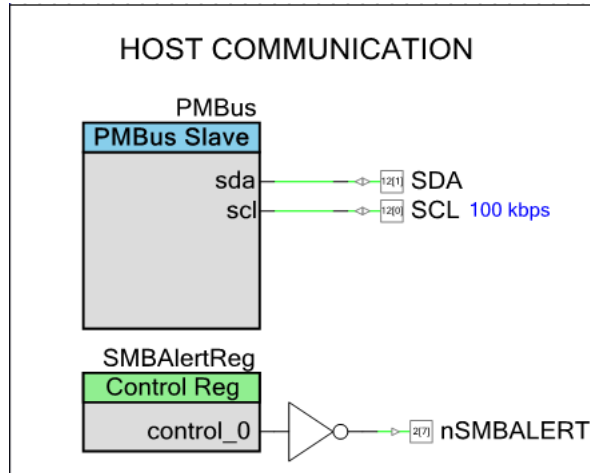 HOST COMMUNICATION
PMBus
PMBus Slave
sda 12[1] SDA
scl 12[0] SCL 100 kbps
SMBAlertReg
Control Reg
control_0 2[7] nSMBALERT